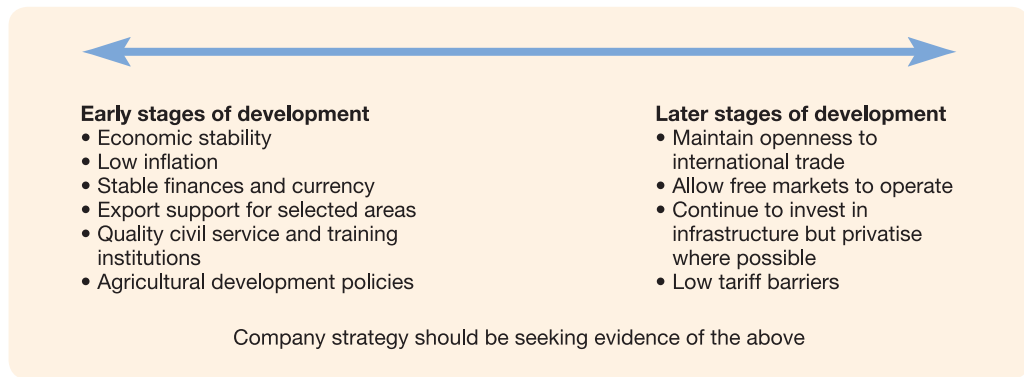 Early stages of development
• Economic stability
• Low inflation
• Stable finances and currency
• Export support for selected areas
• Quality civil service and training
institutions
• Agricultural development policies
Later stages of development
• Maintain openness to
international trade
• Allow free markets to operate
• Continue to invest in
infrastructure but privatise
where possible
• Low tariff barriers
Company strategy should be seeking evidence of the above